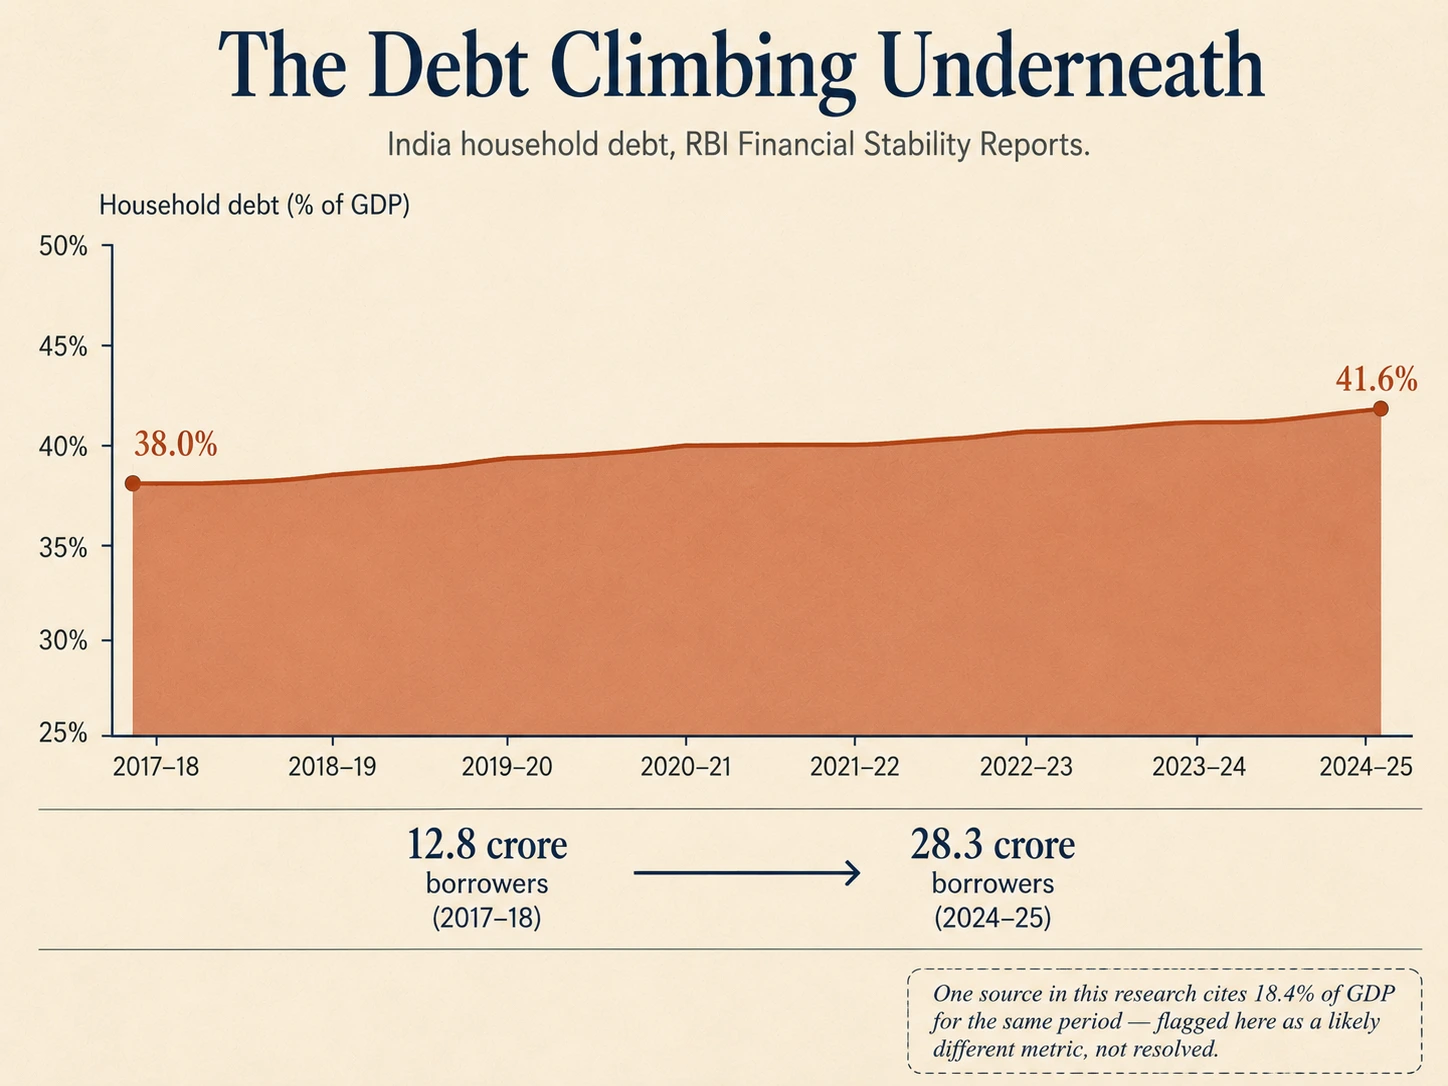 The Debt Climbing Underneath
India household debt, RBI Financial Stability Reports.
Household debt (% of GDP)
50%
45%
40%
35%
30%
25%
38.0%
41.6%
2017–18
2018–19
2019–20
2020–21
2021–22
2022–23
2023–24
2024–25
12.8 crore
borrowers
(2017–18)
28.3 crore
borrowers
(2024–25)
One source in this research cites 18.4% of GDP
for the same period — flagged here as a likely
different metric, not resolved.